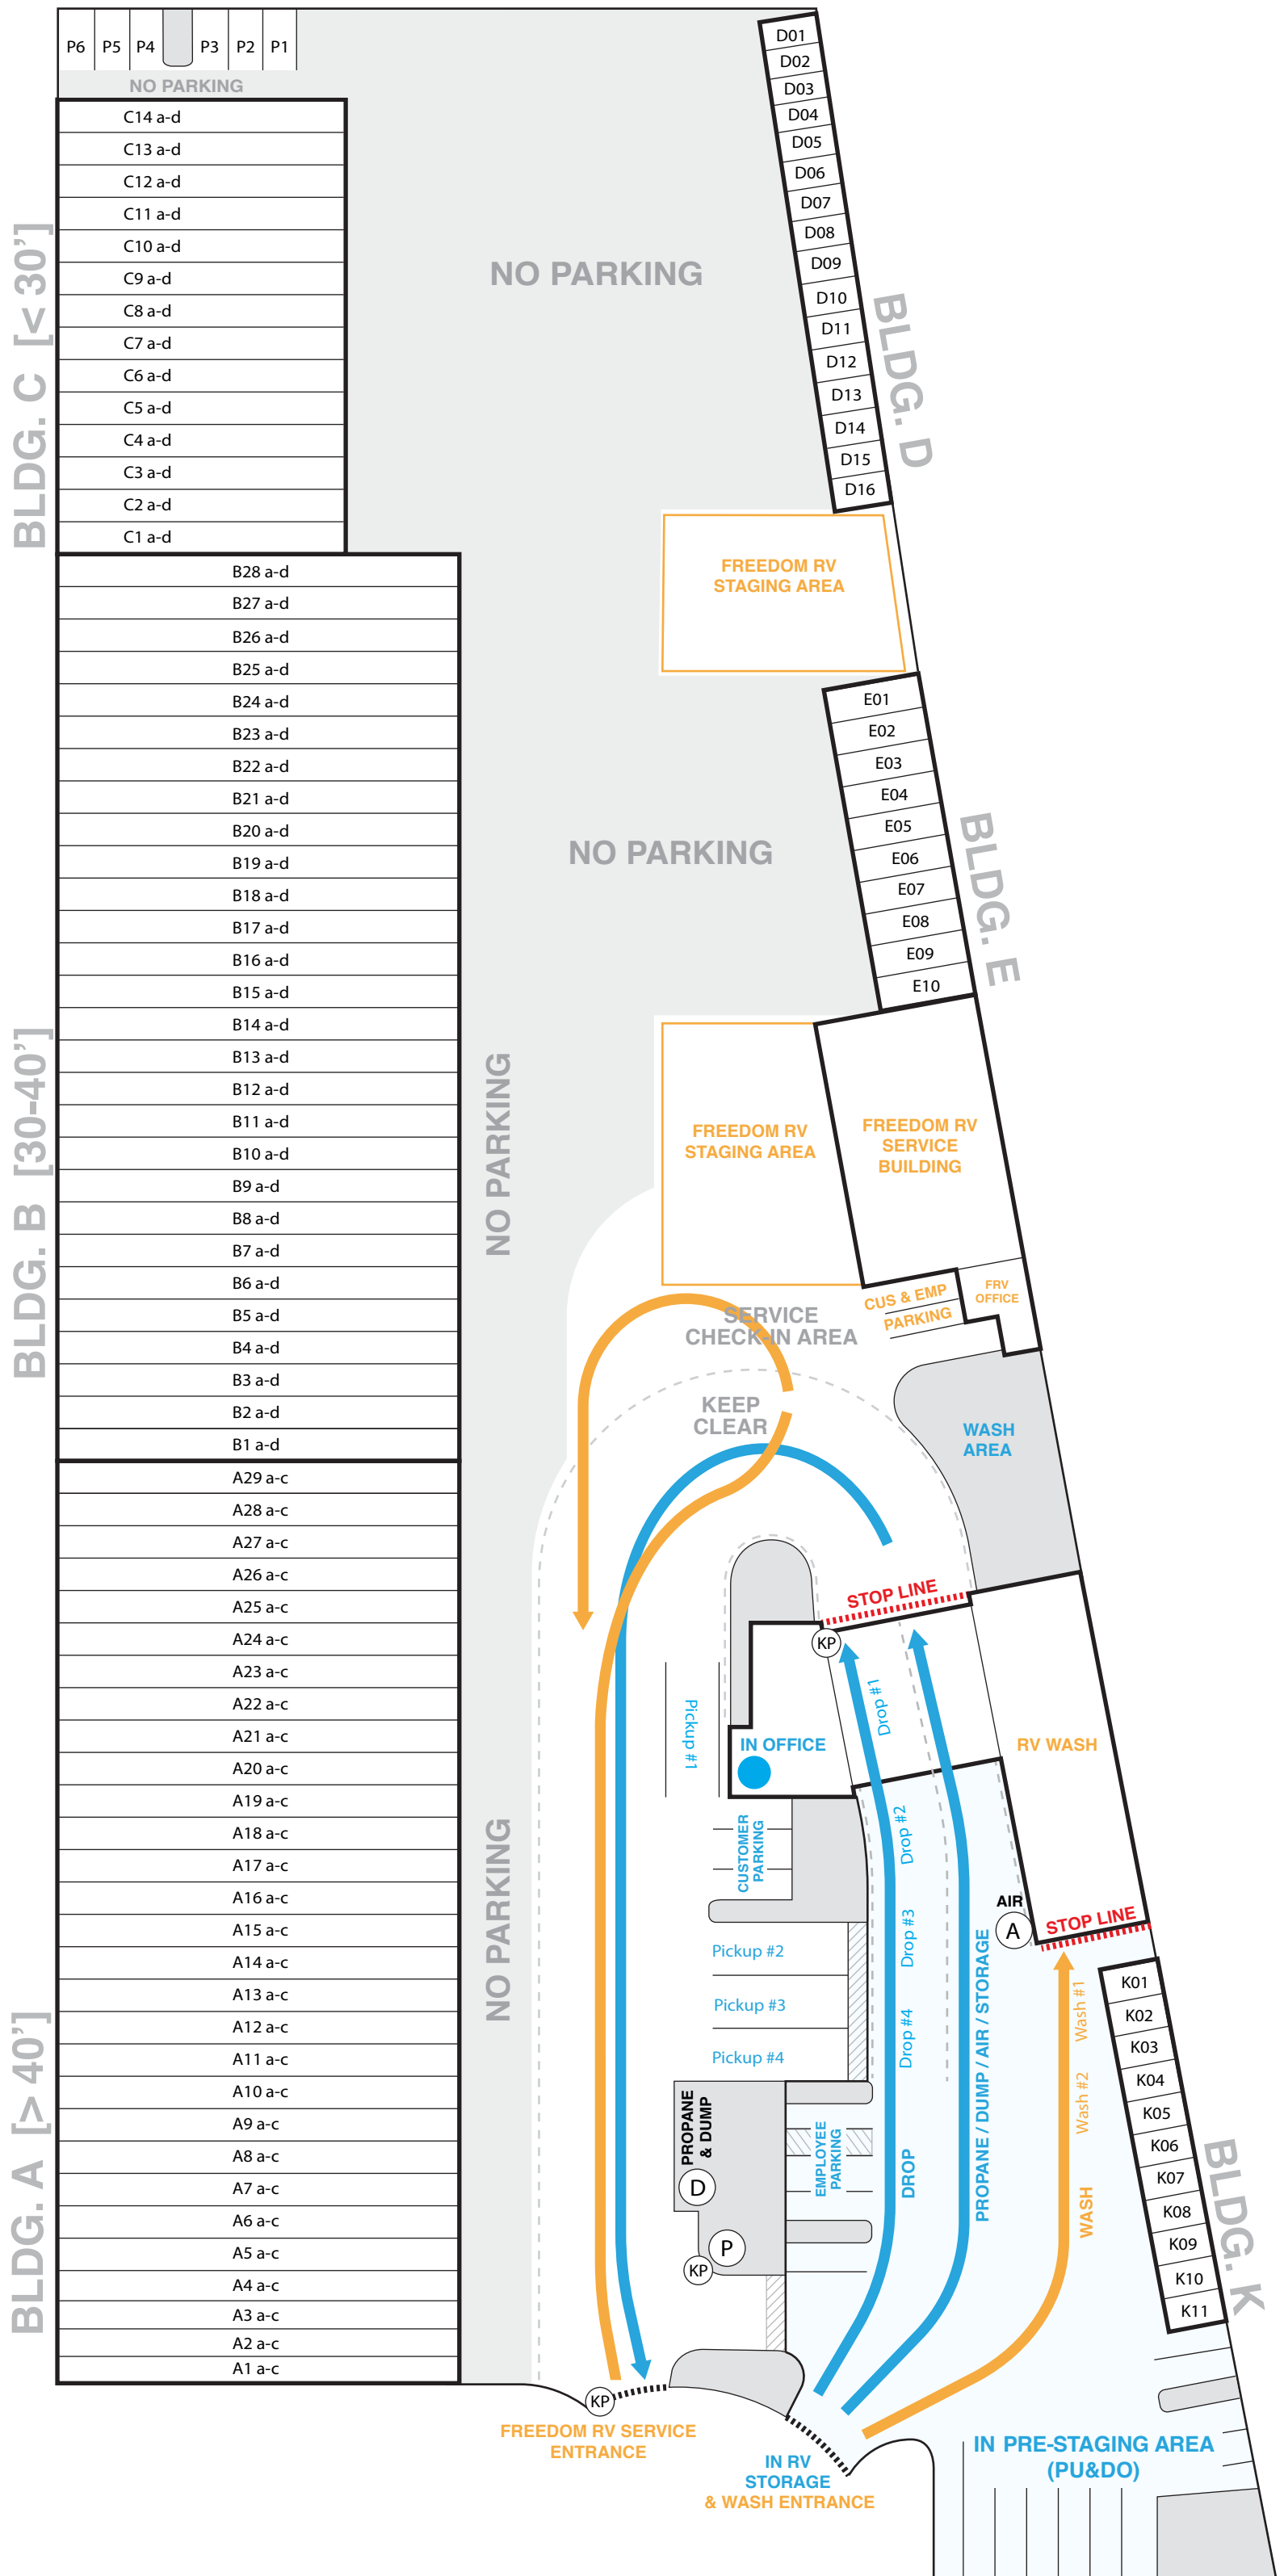 P6 P5 P4 P3 P2 P1
NO PARKING
C14 a-d
C13 a-d
C12 a-d
C11 a-d
C10 a-d
C9 a-d
C8 a-d
C7 a-d
C6 a-d
C5 a-d
C4 a-d
C3 a-d
C2 a-d
C1 a-d
BLDG. C [< 30’]
B28 a-d
B27 a-d
B26 a-d
B25 a-d
B24 a-d
B23 a-d
B22 a-d
B21 a-d
B20 a-d
B19 a-d
B18 a-d
B17 a-d
B16 a-d
B15 a-d
B14 a-d
B13 a-d
B12 a-d
B11 a-d
B10 a-d
B9 a-d
B8 a-d
B7 a-d
B6 a-d
B5 a-d
B4 a-d
B3 a-d
B2 a-d
B1 a-d
BLDG. B [30-40’]
A29 a-c
A28 a-c
A27 a-c
A26 a-c
A25 a-c
A24 a-c
A23 a-c
A22 a-c
A21 a-c
A20 a-c
A19 a-c
A18 a-c
A17 a-c
A16 a-c
A15 a-c
A14 a-c
A13 a-c
A12 a-c
A11 a-c
A10 a-c
A9 a-c
A8 a-c
A7 a-c
A6 a-c
A5 a-c
A4 a-c
A3 a-c
A2 a-c
A1 a-c
BLDG. A [> 40’]
NO PARKING
NO PARKING
NO PARKING
NO PARKING
D01
D02
D03
D04
D05
D06
D07
D08
D09
D10
D11
D12
D13
D14
D15
D16
BLDG. D
FREEDOM RV
STAGING AREA
E01
E02
E03
E04
E05
E06
E07
E08
E09
E10
BLDG. E
FREEDOM RV
STAGING AREA
FREEDOM RV
SERVICE
BUILDING
CUS & EMP
PARKING
FRV
OFFICE
SERVICE
CHECK-IN AREA
KEEP
CLEAR
WASH
AREA
STOP LINE
KP
Drop #1
Pickup #1
IN OFFICE
RV WASH
CUSTOMER
PARKING
Drop #2
Drop #3
Drop #4
DROP
AIR
A
STOP LINE
Pickup #2
Pickup #3
Pickup #4
PROPANE / DUMP / AIR / STORAGE
Wash #1
Wash #2
WASH
K01
K02
K03
K04
K05
K06
K07
K08
K09
K10
K11
BLDG. K
PROPANE
& DUMP
D
P
KP
EMPLOYEE
PARKING
KP
FREEDOM RV SERVICE
ENTRANCE
IN RV
STORAGE
& WASH ENTRANCE
IN PRE-STAGING AREA
(PU&DO)